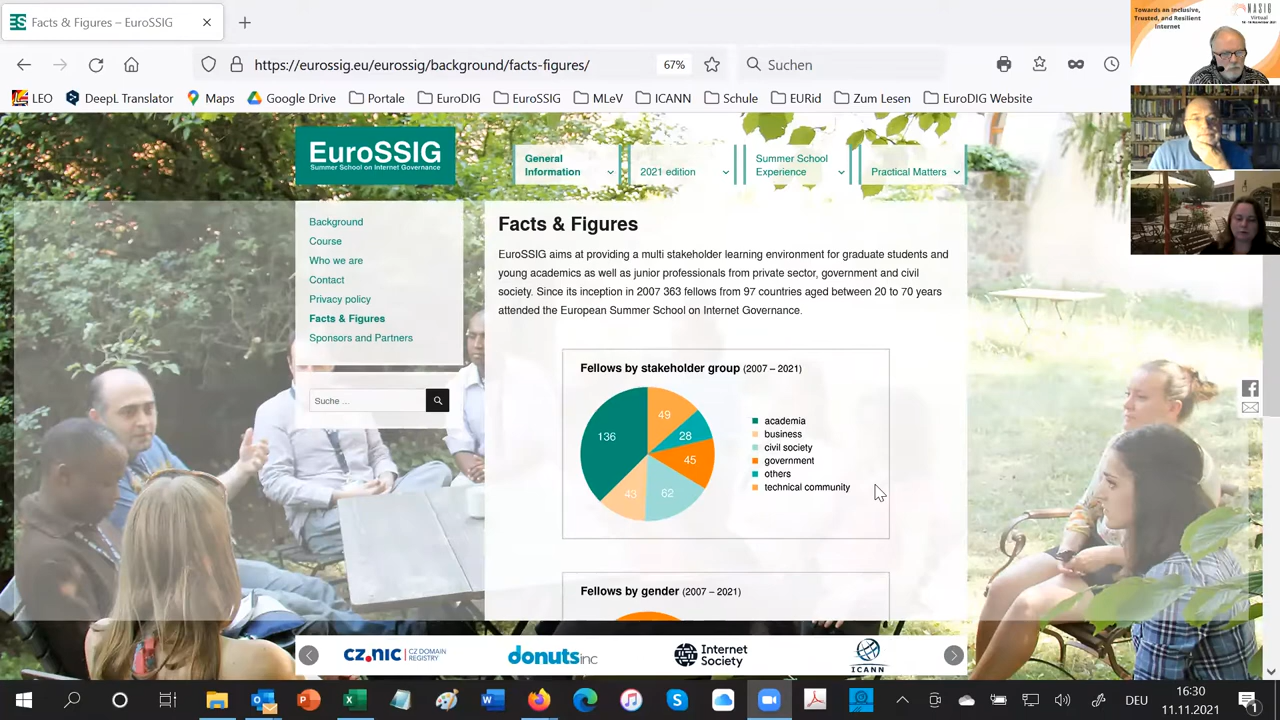 Facts & Figures – EuroSSIG
https://eurossig.eu/eurossig/background/facts-figures/
67%
Suchen
LEO
DeepL Translator
Maps
Google Drive
Portale
EuroDIG
EuroSSIG
MLeV
ICANN
Schule
EURid
Zum Lesen
EuroDIG Website
Towards an Inclusive,
Trusted, and Resilient
Internet
NASIG
Virtual
EuroSSIG
Summer School on Internet Governance
General
Information
2021 edition
Summer School
Experience
Practical Matters
Background
Course
Who we are
Contact
Privacy policy
Facts & Figures
Sponsors and Partners
Suche ...
Facts & Figures
EuroSSIG aims at providing a multi stakeholder learning environment for graduate students and
young academics as well as junior professionals from private sector, government and civil
society. Since its inception in 2007 363 fellows from 97 countries aged between 20 to 70 years
attended the European Summer School on Internet Governance.
Fellows by stakeholder group (2007 – 2021)
49
136
28
45
43
62
academia
business
civil society
government
others
technical community
Fellows by gender (2007 – 2021)
CZ.NIC | CZ DOMAIN
REGISTRY
donuts inc
Internet
Society
ICANN
DEU
16:30
11.11.2021
1